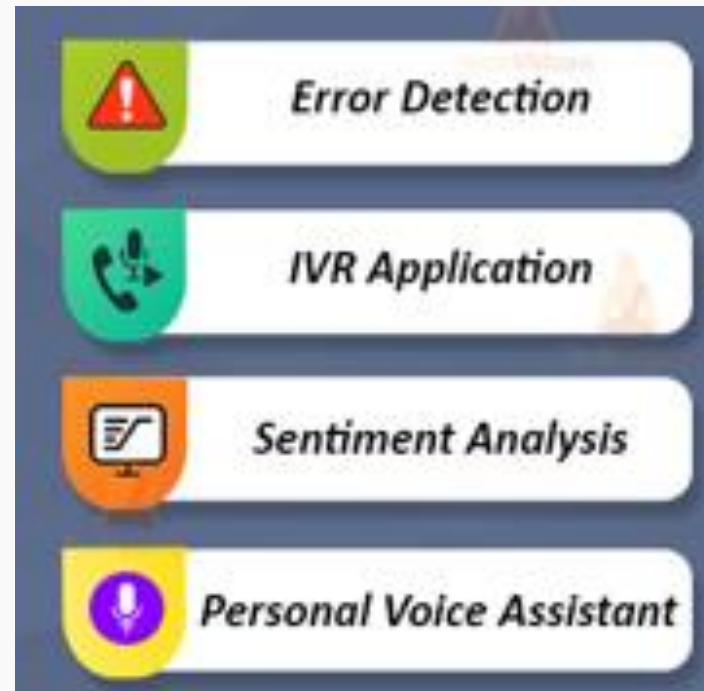 Error Detection
IVR Application
Sentiment Analysis
Personal Voice Assistant